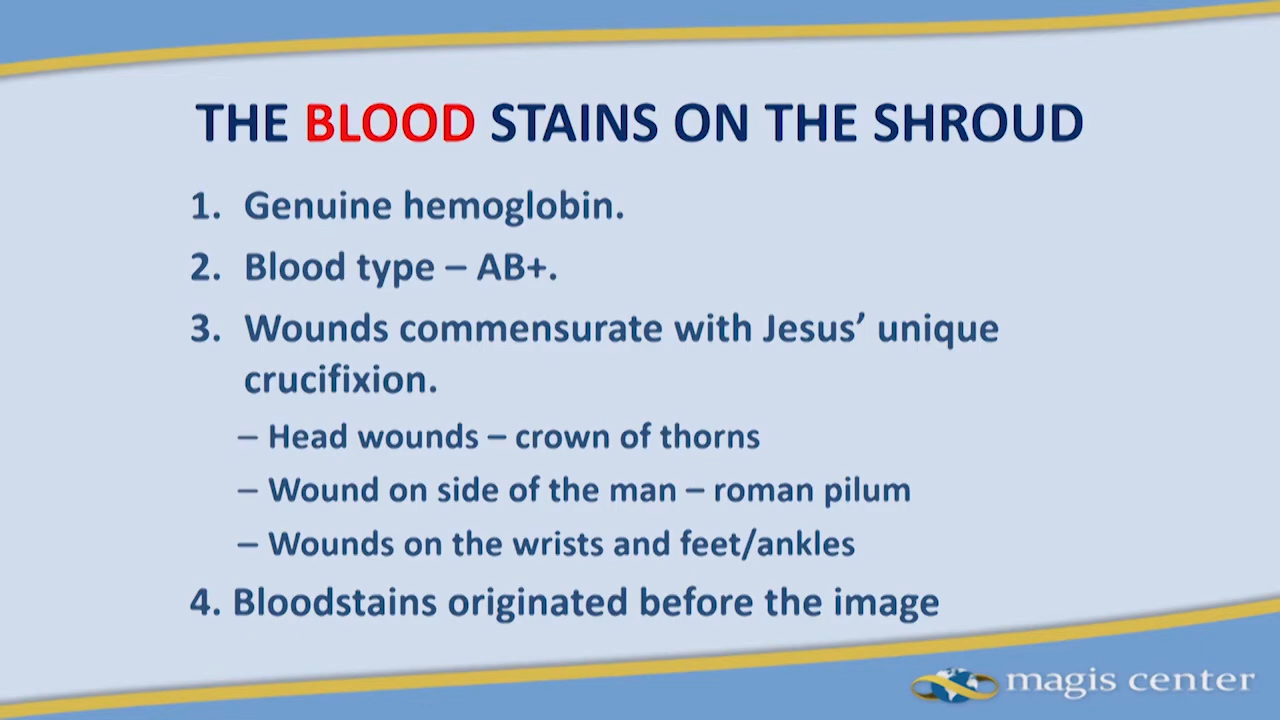 THE BLOOD STAINS ON THE SHROUD
1. Genuine hemoglobin.
2. Blood type – AB+.
3. Wounds commensurate with Jesus’ unique
crucifixion.
– Head wounds – crown of thorns
– Wound on side of the man – roman pilum
– Wounds on the wrists and feet/ankles
4. Bloodstains originated before the image
magis center